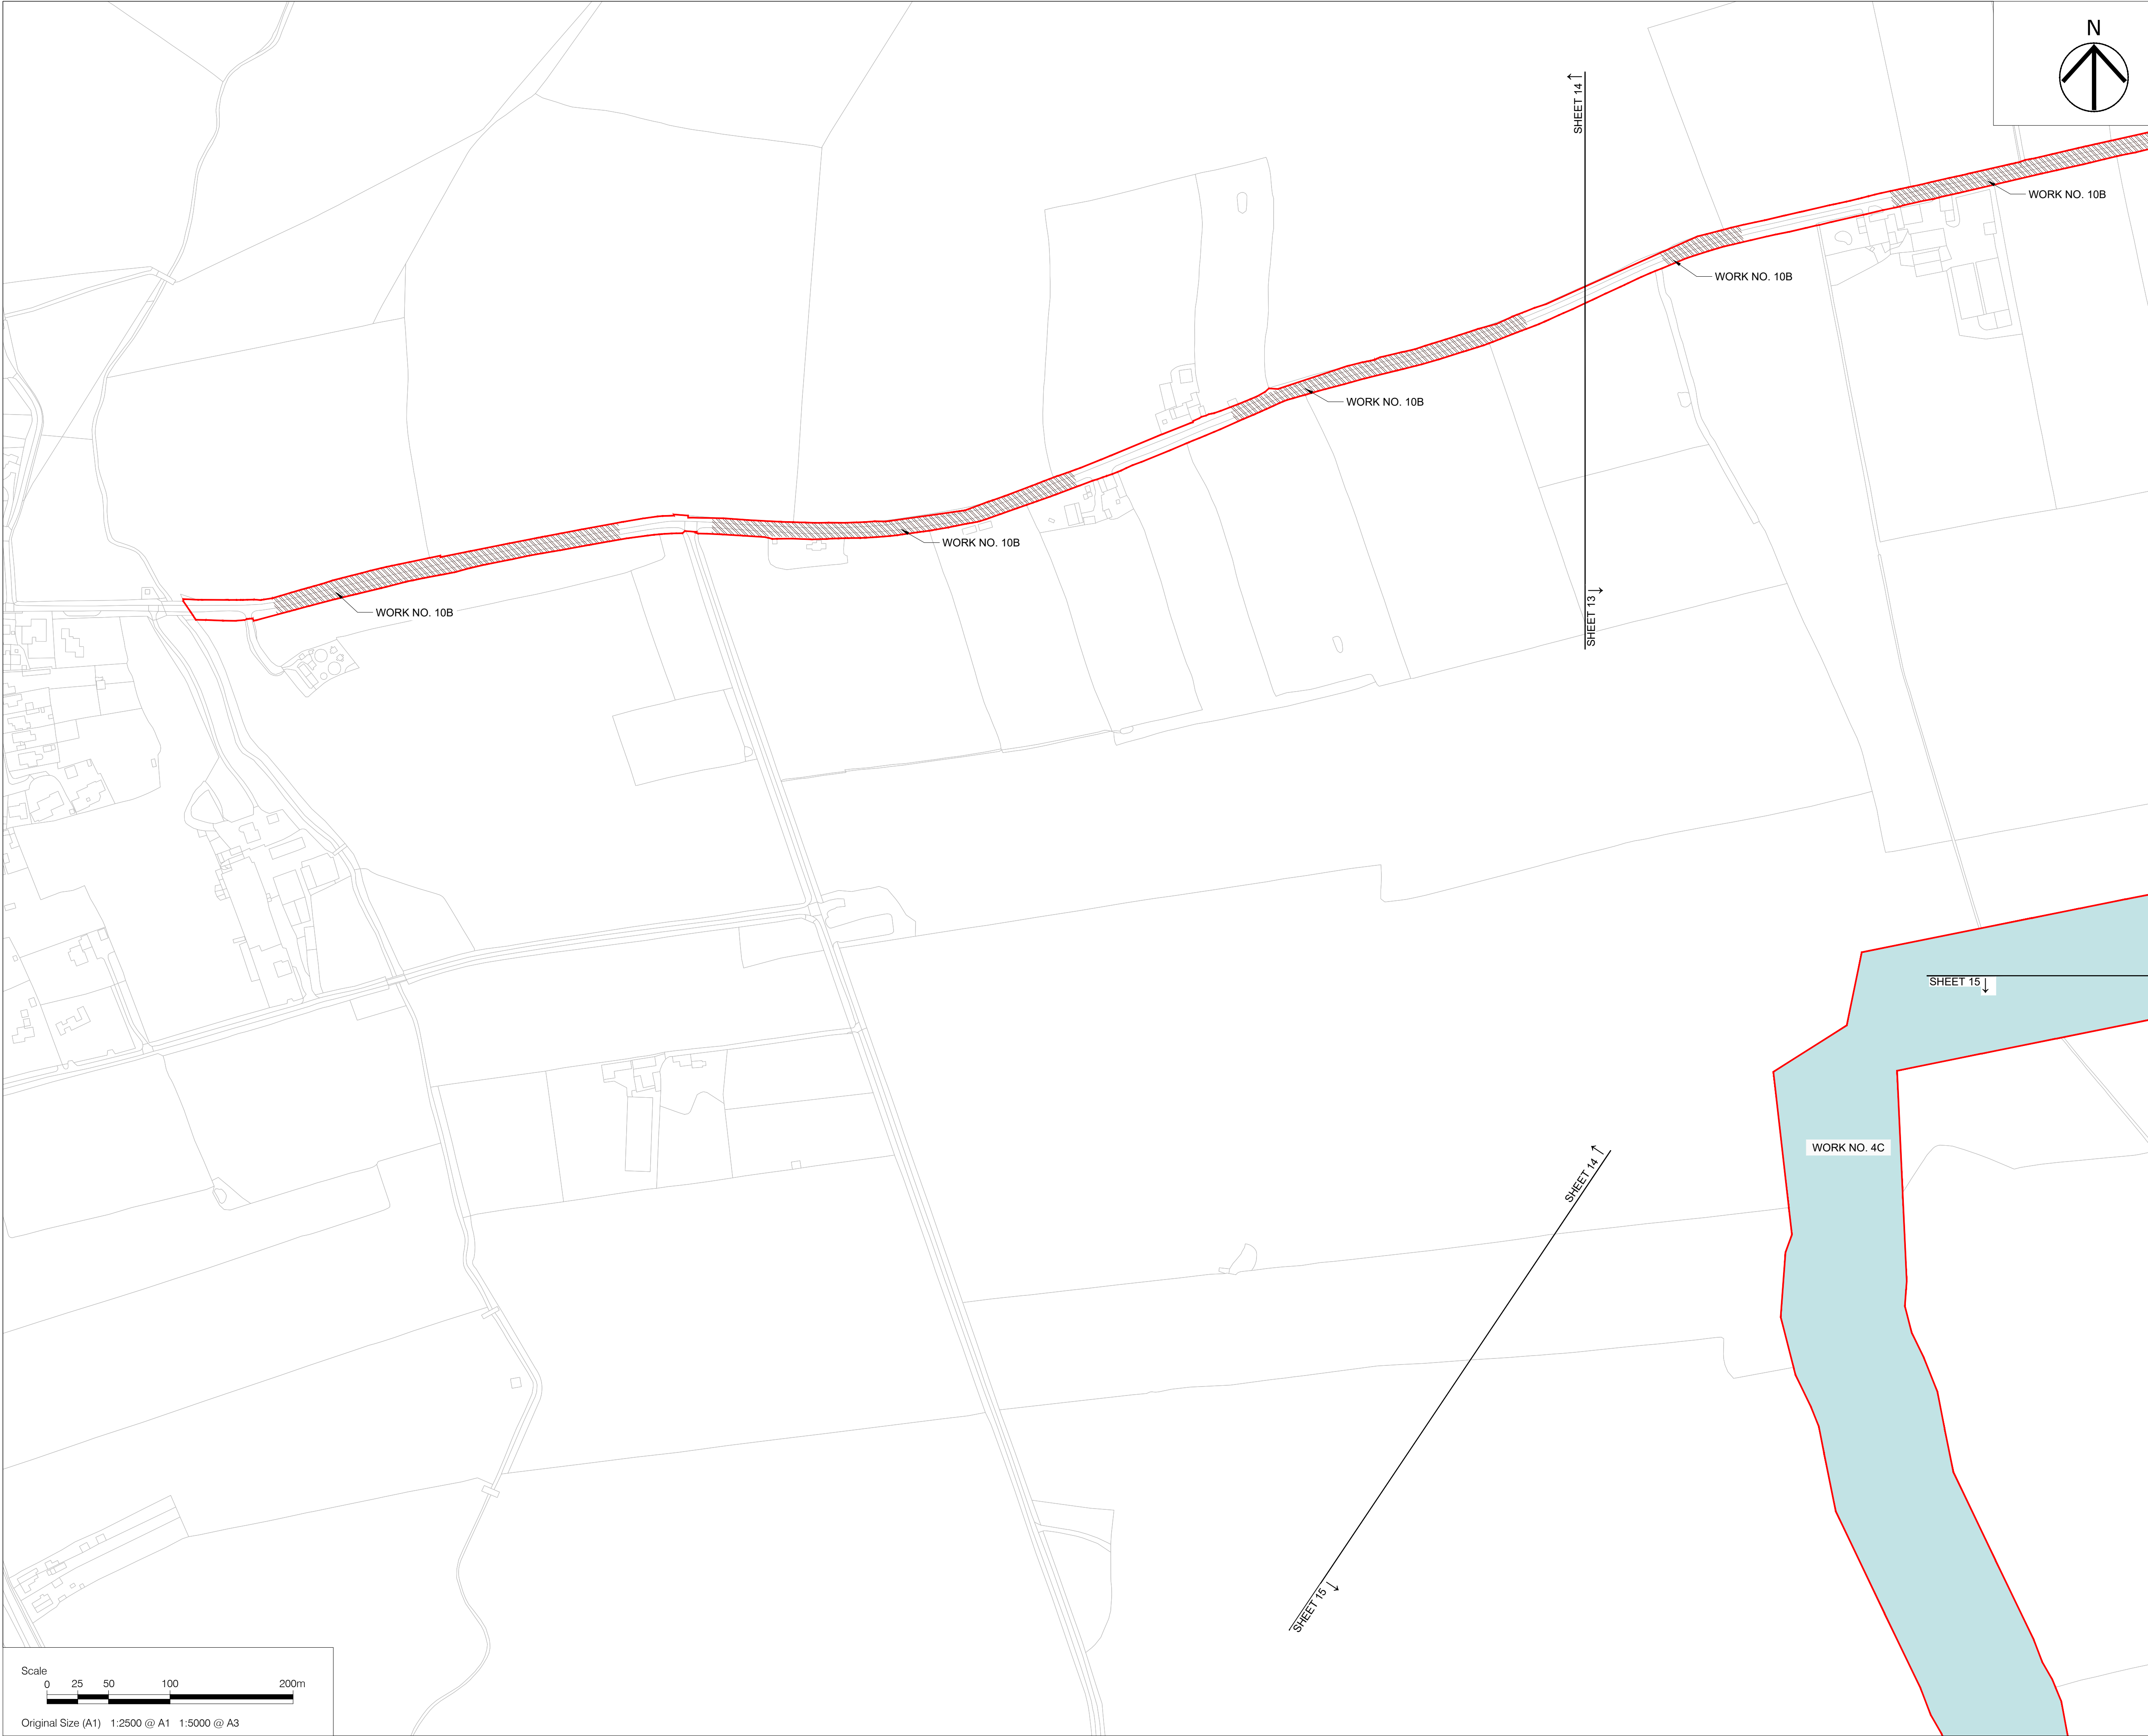 N
SHEET 14
WORK NO. 10B
WORK NO. 10B
WORK NO. 10B
WORK NO. 10B
WORK NO. 10B
SHEET 13
SHEET 15
WORK NO. 4C
SHEET 14
SHEET 15
Scale
0 25 50 100 200m
Original Size (A1) 1:2500 @ A1 1:5000 @ A3